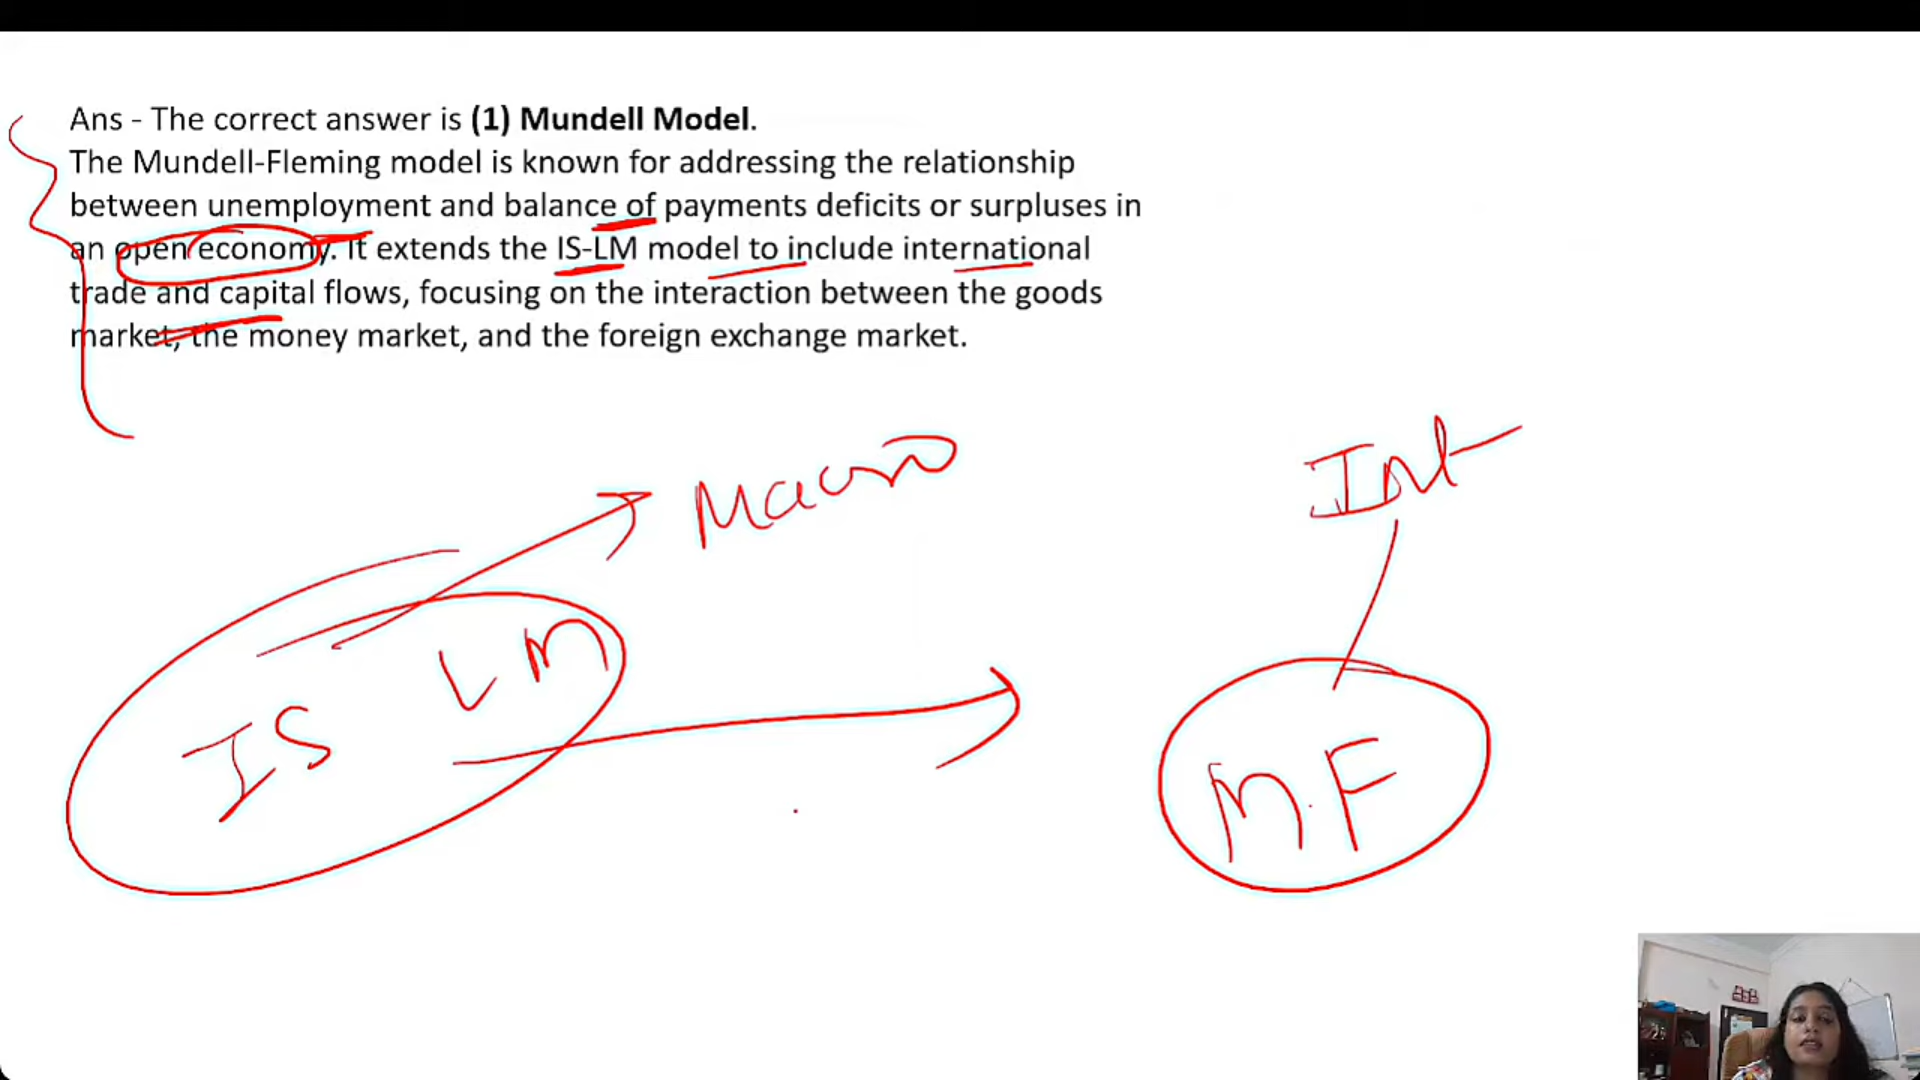 Ans - The correct answer is (1) Mundell Model.
The Mundell-Fleming model is known for addressing the relationship
between unemployment and balance of payments deficits or surpluses in
an open economy. It extends the IS-LM model to include international
trade and capital flows, focusing on the interaction between the goods
market, the money market, and the foreign exchange market.
Macro
Int
IS LM
M.F